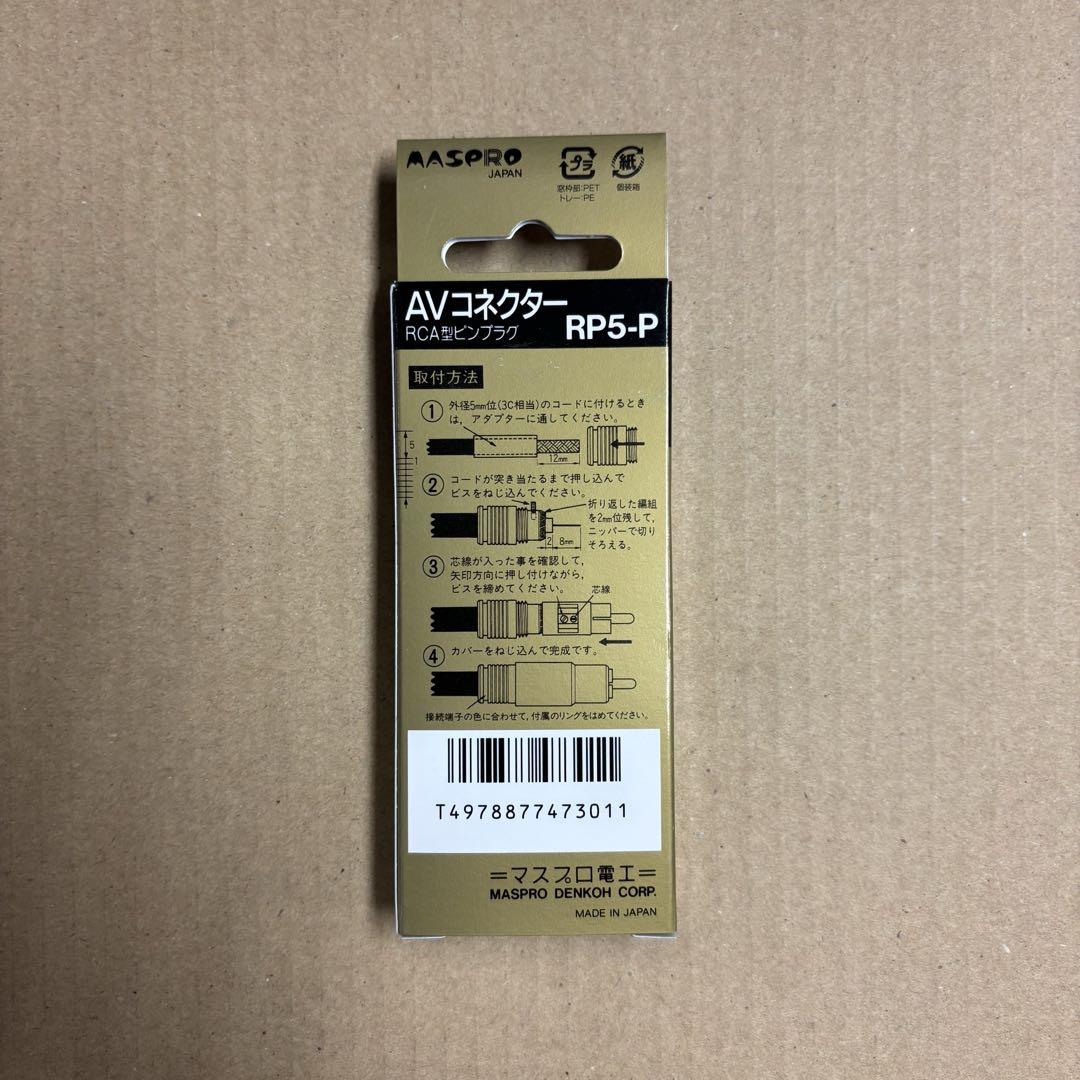 MASPRO
JAPAN
プラ
紙
窓枠部:PET
トレー:PE
個装箱
AVコネクター
RCA型ピンプラグ
RP5-P
取付方法
① 外径5mm位(3C相当)のコードに付けるとき
は,アダプターに通してください。
5
1
12mm
② コードが突き当たるまで押し込んで
ビスをねじ込んでください。
折り返した編組
を2mm位残して,
ニッパーで切り
そろえる。
2
8mm
③ 芯線が入った事を確認して,
矢印方向に押し付けながら,
ビスを締めてください。
芯線
④ カバーをねじ込んで完成です。
接続端子の色に合わせて,付属のリングをはめてください。
T4978877473011
=マスプロ電工=
MASPRO DENKOH CORP.
MADE IN JAPAN